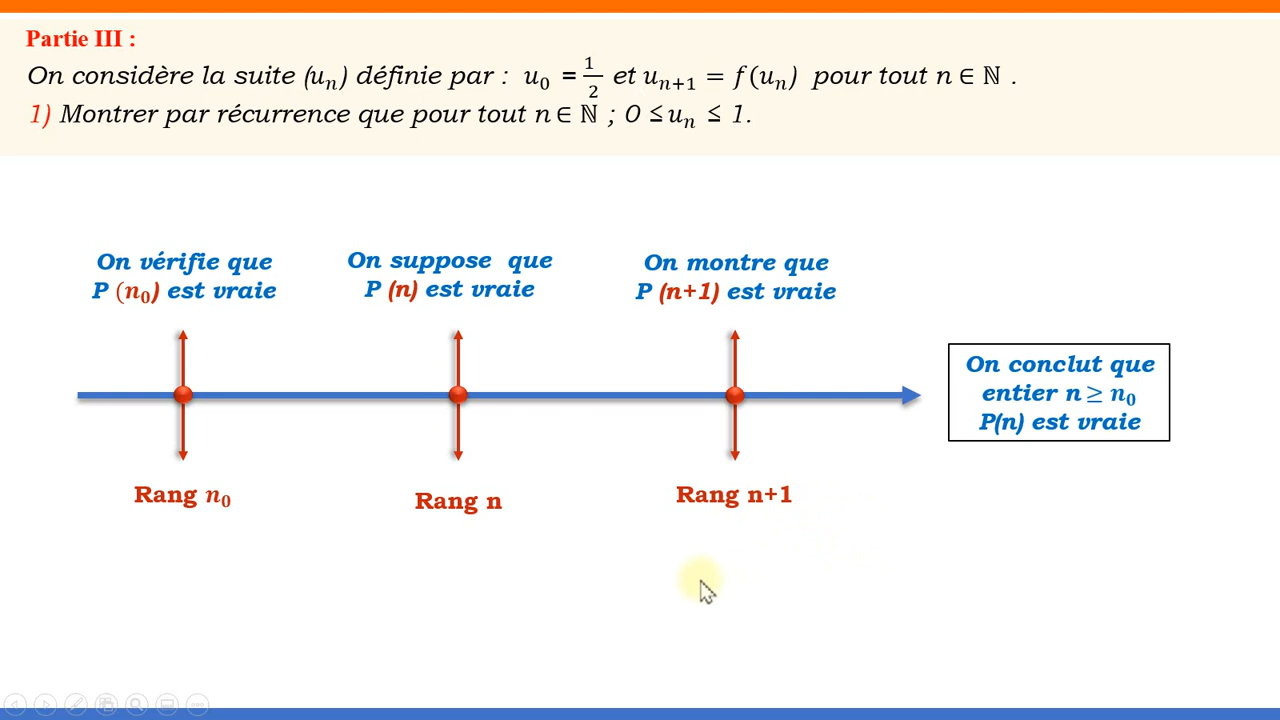 Partie III :
On considère la suite (uₙ) définie par : u₀ = 1/2 et uₙ₊₁ = f(uₙ) pour tout n ∈ ℕ .
1) Montrer par récurrence que pour tout n ∈ ℕ ; 0 ≤ uₙ ≤ 1.
On vérifie que
P (n₀) est vraie
On suppose que
P (n) est vraie
On montre que
P (n+1) est vraie
On conclut que
entier n ≥ n₀
P(n) est vraie
Rang n₀
Rang n
Rang n+1